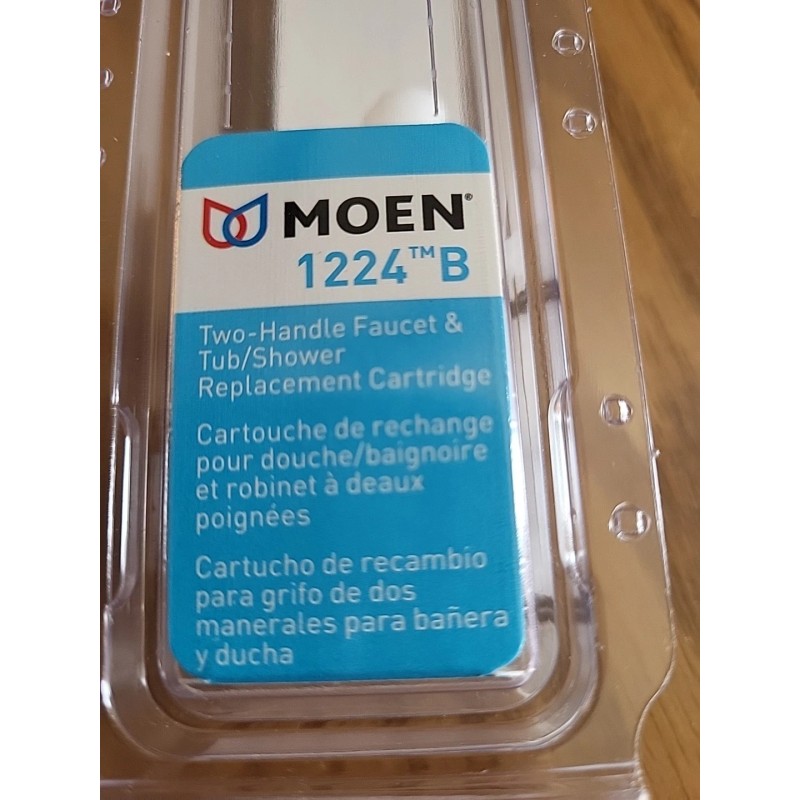 MOEN®
1224™B
Two-Handle Faucet &
Tub/Shower
Replacement Cartridge
Cartouche de rechange
pour douche/baignoire
et robinet à deaux
poignées
Cartucho de recambio
para grifo de dos
manerales para bañera
y ducha